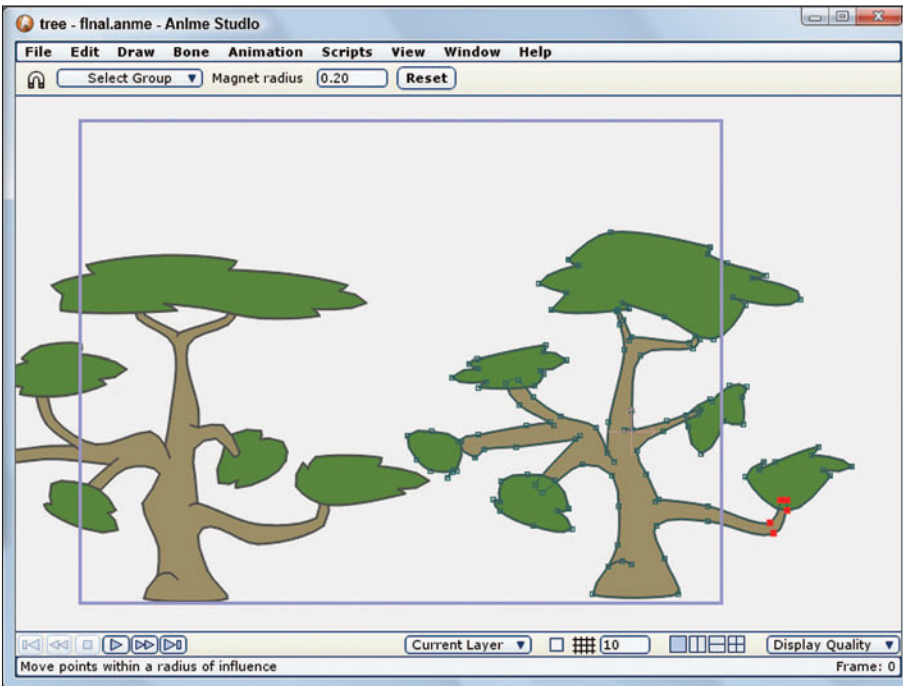 tree - final.anme - Anime Studio
File Edit Draw Bone Animation Scripts View Window Help
Select Group Magnet radius 0.20 Reset
Current Layer 10 Display Quality
Move points within a radius of influence Frame: 0